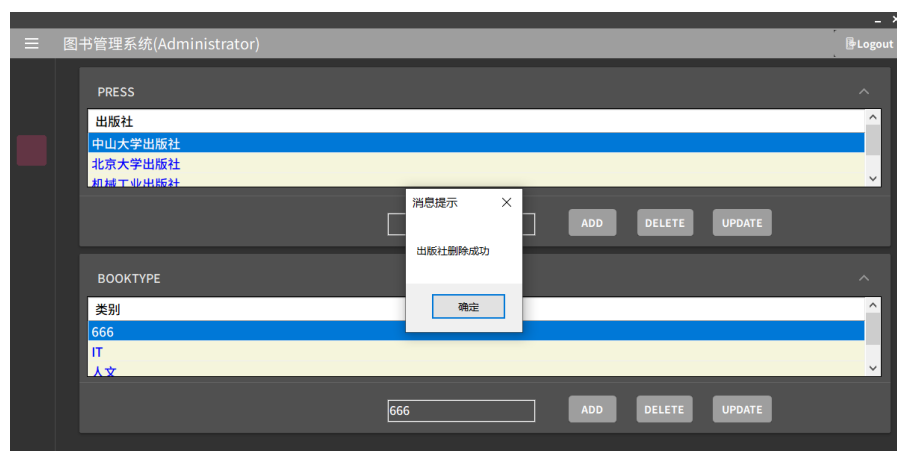 图书管理系统(Administrator)
Logout
PRESS
出版社
中山大学出版社
北京大学出版社
机械工业出版社
ADD DELETE UPDATE
消息提示
出版社删除成功
确定
BOOKTYPE
类别
666
IT
人文
666 ADD DELETE UPDATE